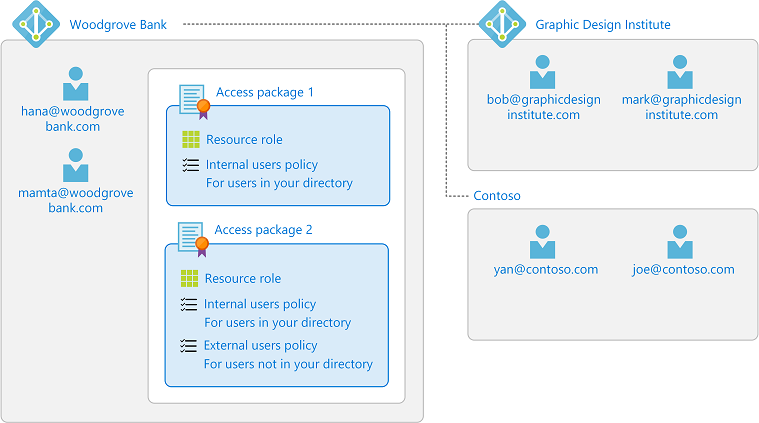 Woodgrove Bank
hana@woodgrove
bank.com
mamta@woodgrove
bank.com
Access package 1
Resource role
Internal users policy
For users in your directory
Access package 2
Resource role
Internal users policy
For users in your directory
External users policy
For users not in your directory
Graphic Design Institute
bob@graphicdesign
institute.com
mark@graphicdesign
institute.com
Contoso
yan@contoso.com
joe@contoso.com